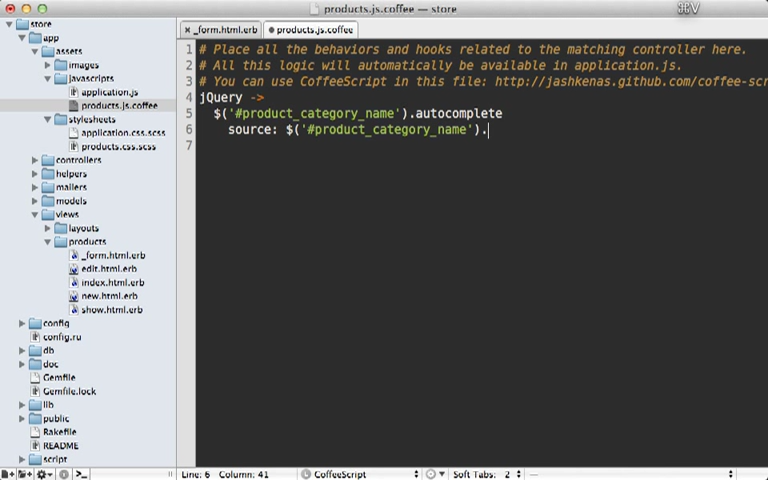 products.js.coffee — store
⌘V
store
app
assets
images
javascripts
application.js
products.js.coffee
stylesheets
application.css.scss
products.css.scss
controllers
helpers
mailers
models
views
layouts
products
_form.html.erb
edit.html.erb
index.html.erb
new.html.erb
show.html.erb
config
config.ru
db
doc
Gemfile
Gemfile.lock
lib
public
Rakefile
README
script
× _form.html.erb
products.js.coffee
1 # Place all the behaviors and hooks related to the matching controller here.
2 # All this logic will automatically be available in application.js.
3 # You can use CoffeeScript in this file: http://jashkenas.github.com/coffee-scr
4 jQuery ->
5 $('#product_category_name').autocomplete
6 source: $('#product_category_name').
7
Line: 6 Column: 41 CoffeeScript Soft Tabs: 2 —